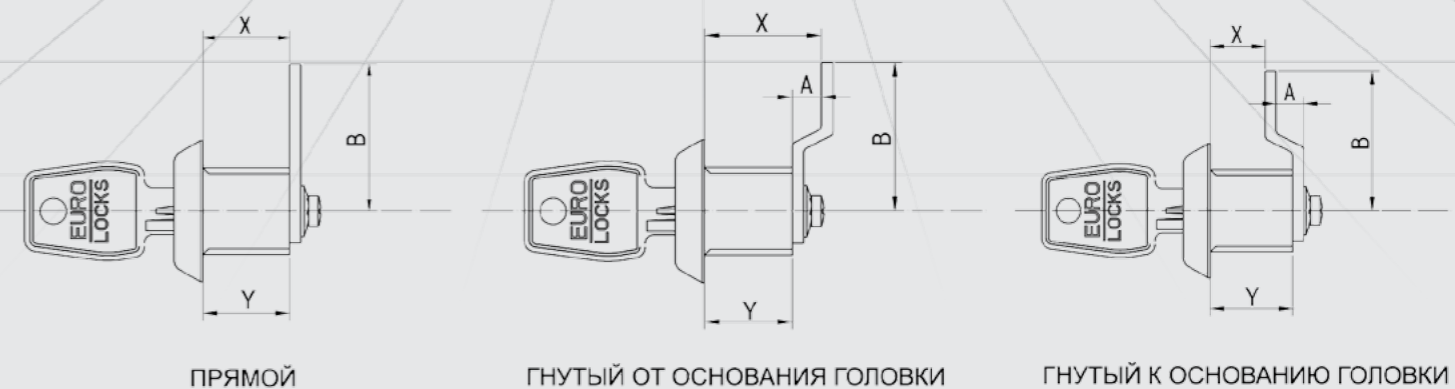 X
A
B
EURO
LOCKS
Y
ПРЯМОЙ
X
A
B
EURO
LOCKS
Y
ГНУТЫЙ ОТ ОСНОВАНИЯ ГОЛОВКИ
X
A
B
EURO
LOCKS
Y
ГНУТЫЙ К ОСНОВАНИЮ ГОЛОВКИ